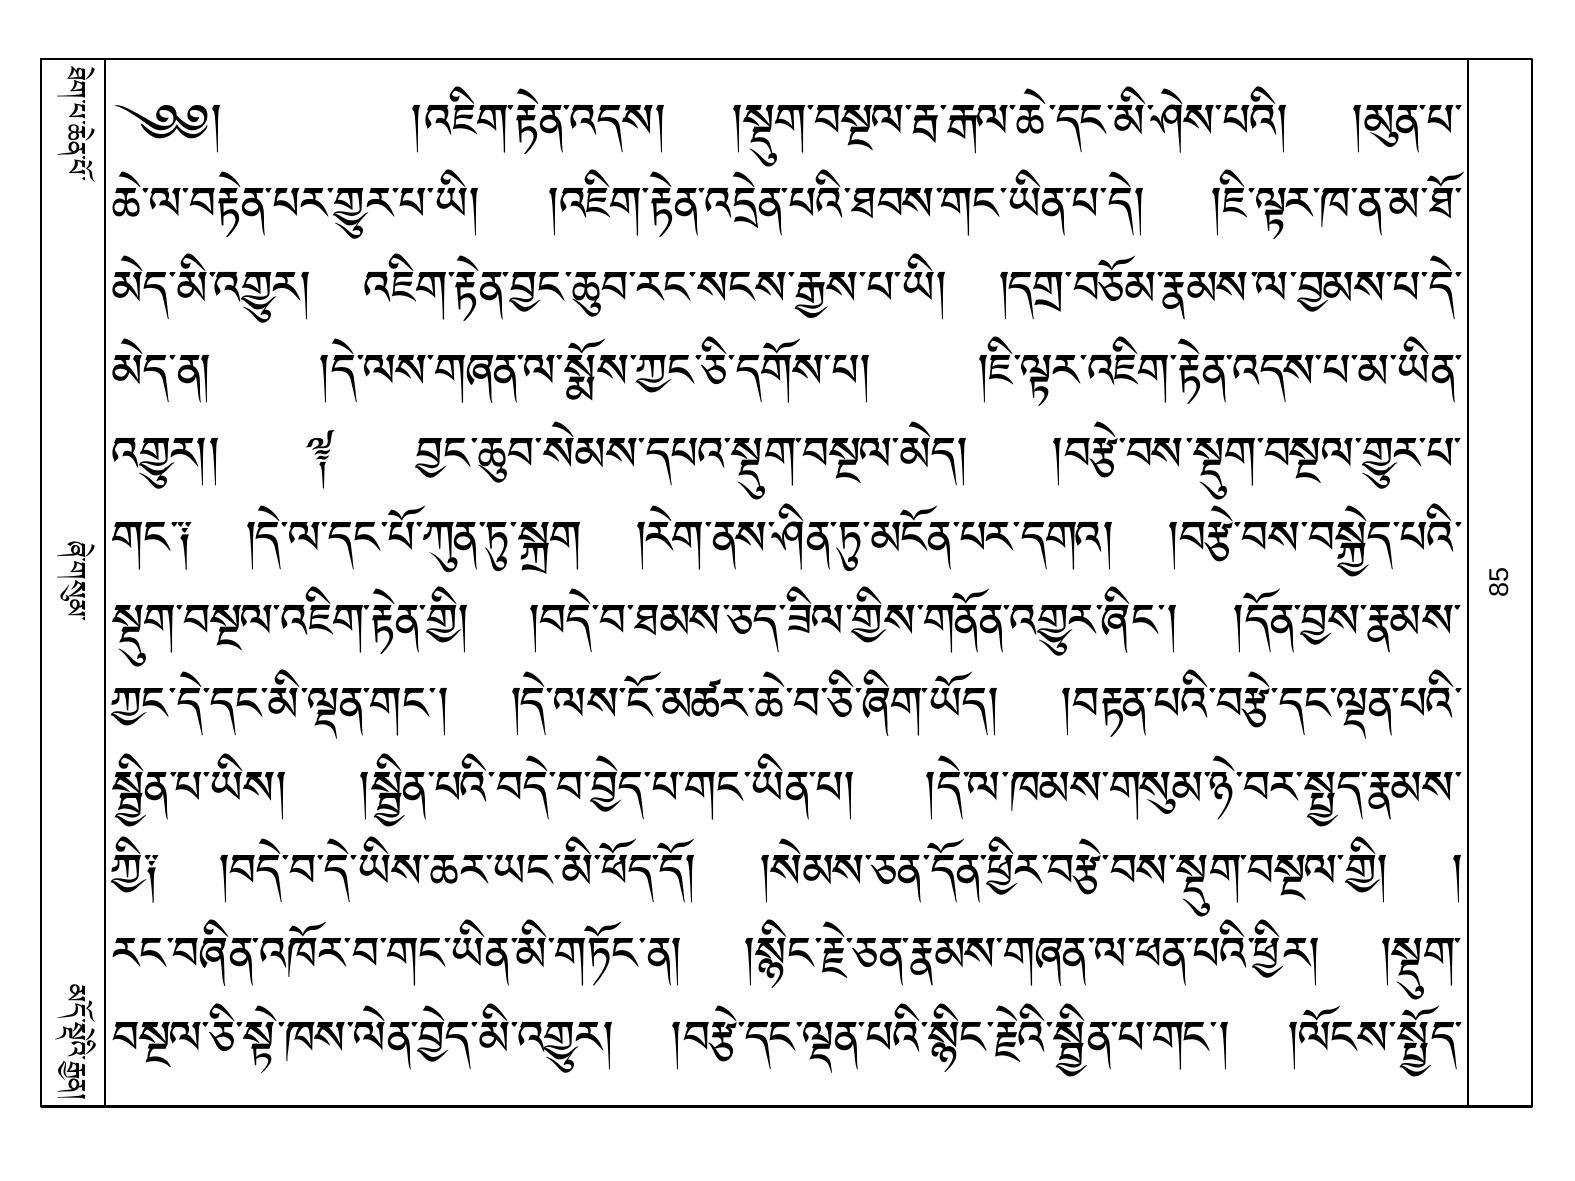 ཐེག་པ་ཆེན་པོ་
༄༅། །འཇིག་རྟེན་འདས། །སྡུག་བསྔལ་རྦ་རྒལ་ཆེ་དང་མི་ཤེས་པའི། །མུན་པ་
ཆེ་ལ་བརྟེན་པར་གྱུར་པ་ཡི། །འཇིག་རྟེན་འདྲེན་པའི་ཐབས་གང་ཡིན་པ་དེ། །ཇི་ལྟར་ཁ་ན་མ་ཐོ་
མེད་མི་འགྱུར། འཇིག་རྟེན་བྱང་ཆུབ་རང་སངས་རྒྱས་པ་ཡི། །དགྲ་བཅོམ་རྣམས་ལ་བྱམས་པ་དེ་
མེད་ན། །དེ་ལས་གཞན་ལ་སྨོས་ཀྱང་ཅི་དགོས་པ། །ཇི་ལྟར་འཇིག་རྟེན་འདས་པ་མ་ཡིན་
འགྱུར།། ༈ བྱང་ཆུབ་སེམས་དཔའ་སྡུག་བསྔལ་མེད། །བརྩེ་བས་སྡུག་བསྔལ་གྱུར་པ་
གང་༑ །དེ་ལ་དང་པོ་ཀུན་ཏུ་སྐྲག །རེག་ནས་ཤིན་ཏུ་མངོན་པར་དགའ། །བརྩེ་བས་བསྐྱེད་པའི་
སྡུག་བསྔལ་འཇིག་རྟེན་གྱི། །བདེ་བ་ཐམས་ཅད་ཟིལ་གྱིས་གནོན་འགྱུར་ཞིང་། །དོན་བྱས་རྣམས་
ཀྱང་དེ་དང་མི་ལྡན་གང་། །དེ་ལས་ངོ་མཚར་ཆེ་བ་ཅི་ཞིག་ཡོད། །བརྟན་པའི་བརྩེ་དང་ལྡན་པའི་
སྦྱིན་པ་ཡིས། །སྦྱིན་པའི་བདེ་བ་བྱེད་པ་གང་ཡིན་པ། །དེ་ལ་ཁམས་གསུམ་ཉེ་བར་སྤྱད་རྣམས་
ཀྱི༑ །བདེ་བ་དེ་ཡིས་ཆར་ཡང་མི་ཕོད་དོ། །སེམས་ཅན་དོན་ཕྱིར་བརྩེ་བས་སྡུག་བསྔལ་གྱི། །
རང་བཞིན་འཁོར་བ་གང་ཡིན་མི་གཏོང་ན། །སྙིང་རྗེ་ཅན་རྣམས་གཞན་ལ་ཕན་པའི་ཕྱིར། །སྡུག་
བསྔལ་ཅི་སྟེ་ཁས་ལེན་བྱེད་མི་འགྱུར། །བརྩེ་དང་ལྡན་པའི་སྙིང་རྗེའི་སྦྱིན་པ་གང་། །ལོངས་སྤྱོད་
ཞེ་གསུམ་
མདོ་སྡེའི་རྒྱན།
85